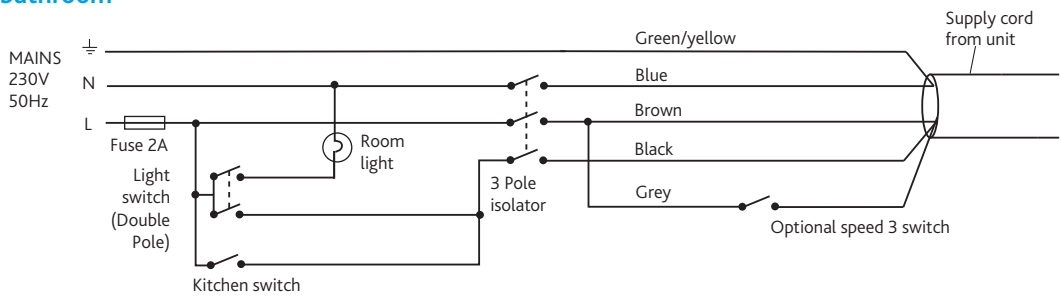 bathroom
Supply cord
from unit
Green/yellow
MAINS
230V
50Hz
N
Blue
L
Brown
Fuse 2A
Room
light
Black
Light
switch
(Double
Pole)
3 Pole
isolator
Grey
Optional speed 3 switch
Kitchen switch